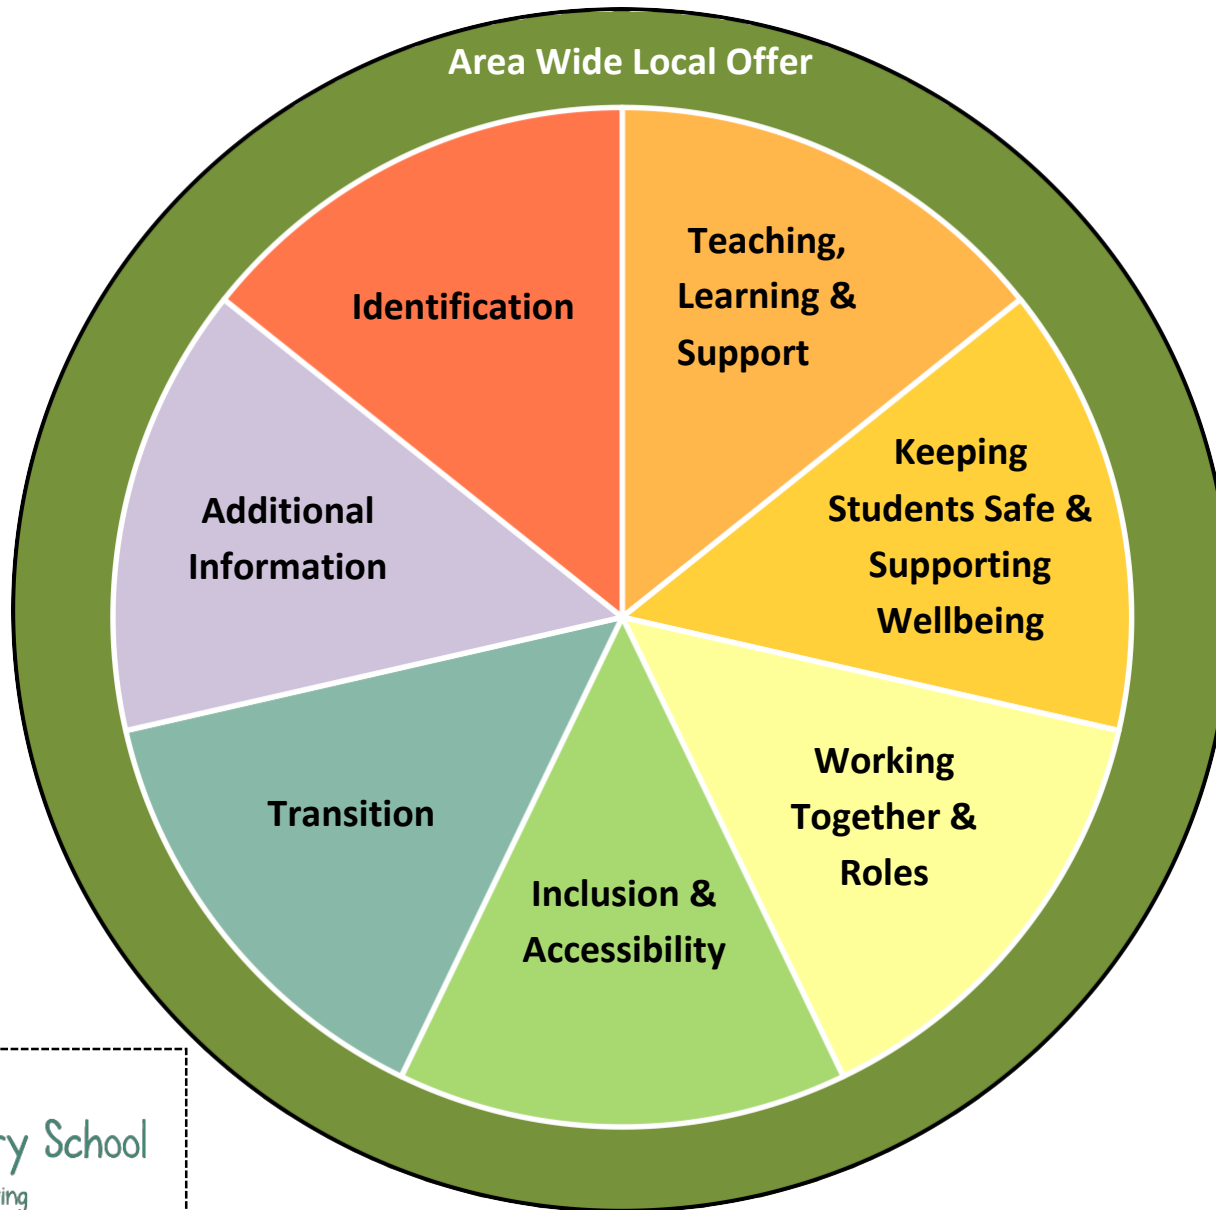 Area Wide Local Offer
Teaching,
Learning &
Support
Identification
Keeping
Students Safe &
Supporting
Wellbeing
Additional
Information
Working
Together &
Roles
Transition
Inclusion &
Accessibility
School